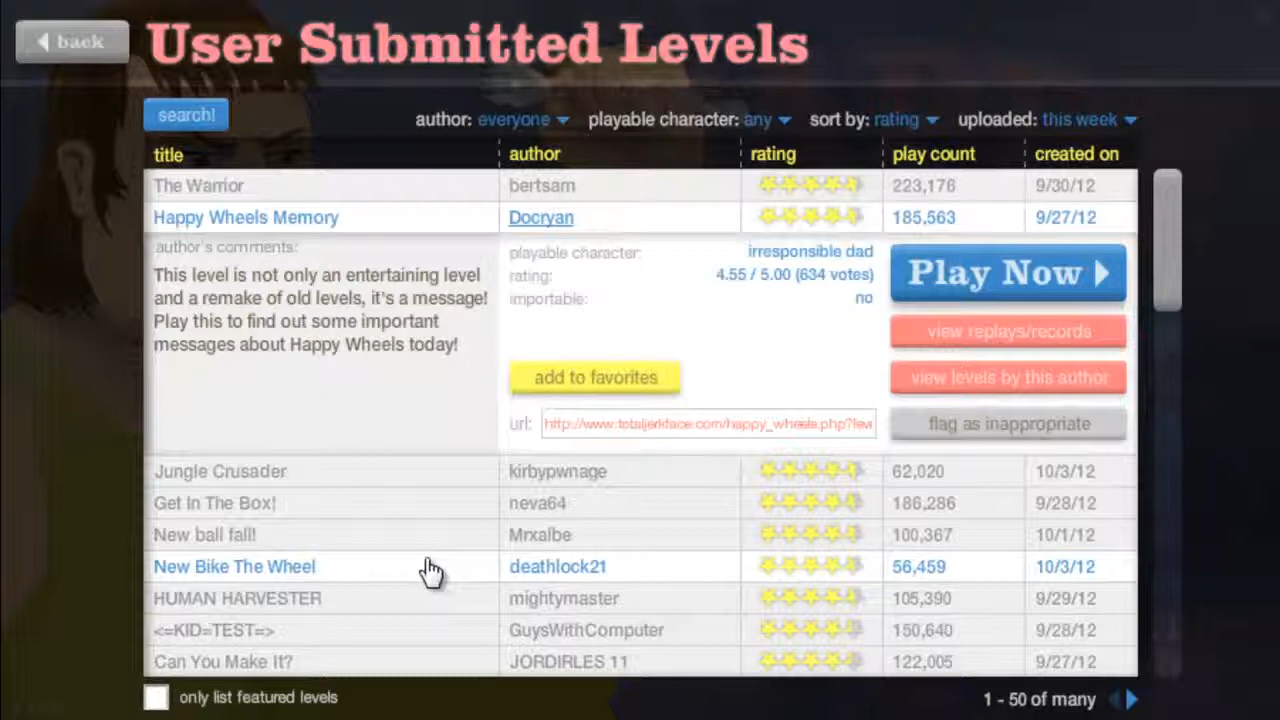 back
User Submitted Levels
search!
author: everyone playable character: any sort by: rating uploaded: this week
title author rating play count created on
The Warrior bertsam 223,176 9/30/12
Happy Wheels Memory Docryan 185,563 9/27/12
author's comments:
This level is not only an entertaining level
and a remake of old levels, it's a message!
Play this to find out some important
messages about Happy Wheels today!
playable character: irresponsible dad
rating: 4.55 / 5.00 (634 votes)
importable: no
add to favorites
url: http://www.totaljerkface.com/happy_wheels.php?lev
Play Now
view replays/records
view levels by this author
flag as inappropriate
Jungle Crusader kirbypwnage 62,020 10/3/12
Get In The Box! neva64 186,286 9/28/12
New ball fall! Mrxalbe 100,367 10/1/12
New Bike The Wheel deathlock21 56,459 10/3/12
HUMAN HARVESTER mightymaster 105,390 9/29/12
<=KID=TEST=> GuysWithComputer 150,640 9/28/12
Can You Make It? JORDIRLES 11 122,005 9/27/12
only list featured levels
1 - 50 of many